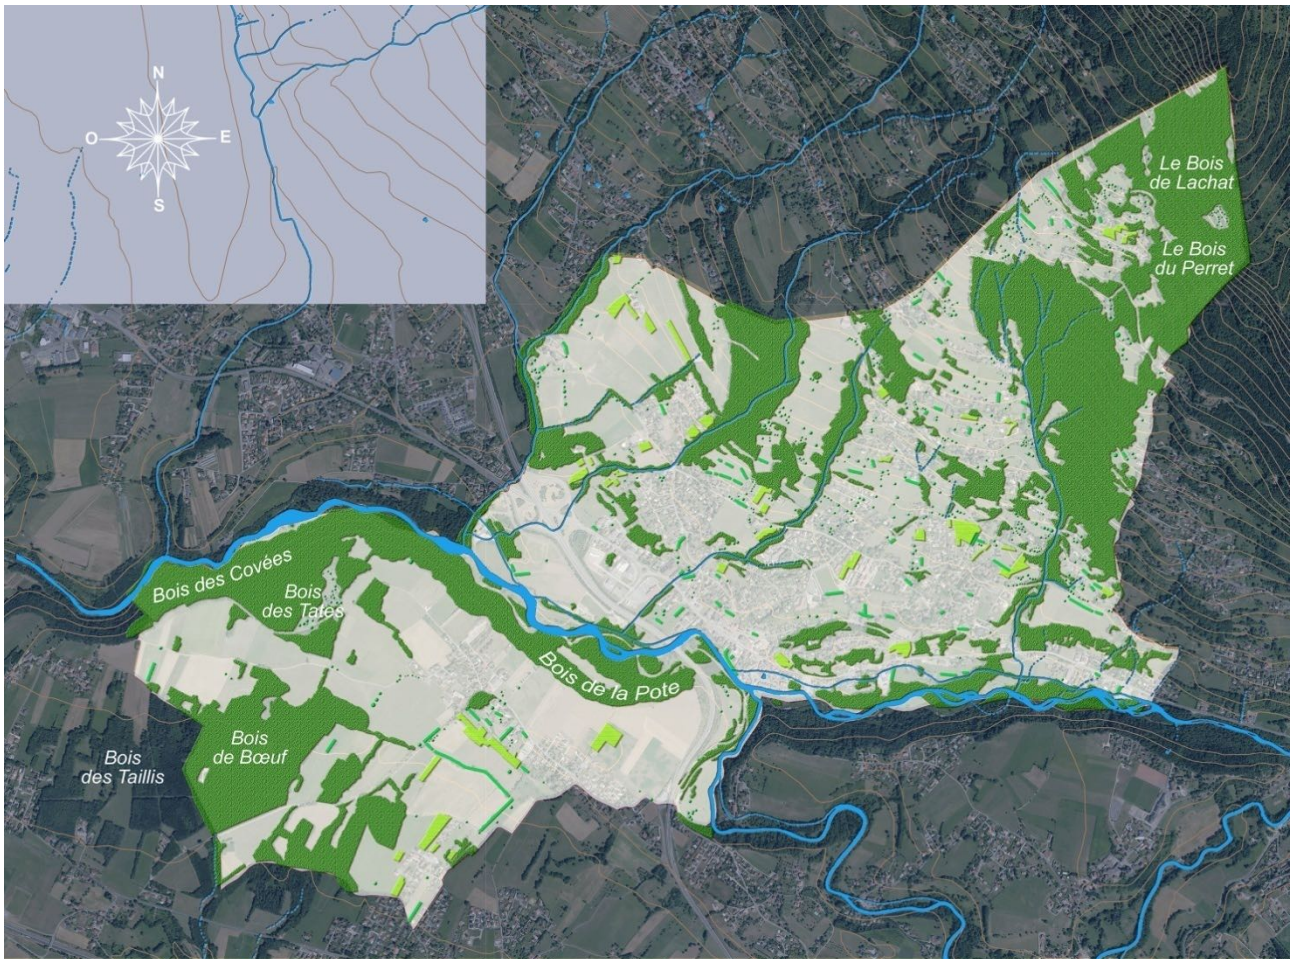 N
O
E
S
Le Bois
de Lachat
Le Bois
du Perret
Bois des Covées
Bois
des Tates
Bois de la Pote
Bois
de Bœuf
Bois
des Taillis